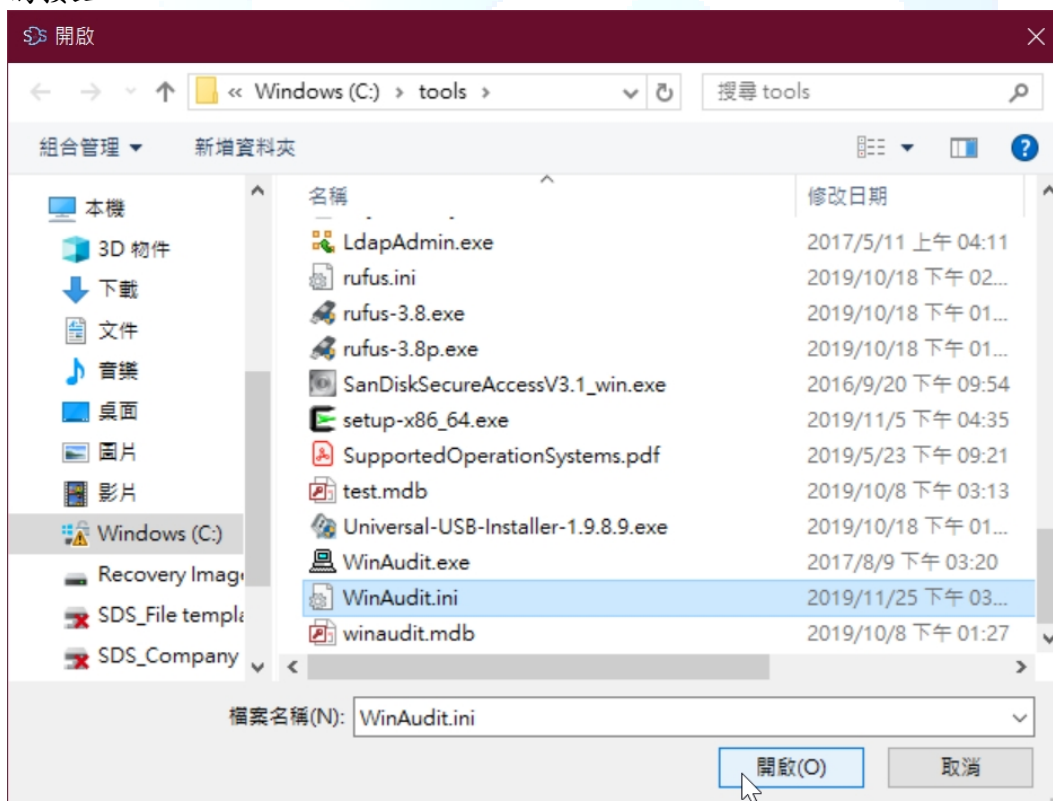 SDS 開啟
« Windows (C:) › tools ›
搜尋 tools
組合管理
新增資料夾
名稱
修改日期
本機
3D 物件
下載
文件
音樂
桌面
圖片
影片
Windows (C:)
Recovery Imag
SDS_File templa
SDS_Company
LdapAdmin.exe 2017/5/11 上午 04:11
rufus.ini 2019/10/18 下午 02...
rufus-3.8.exe 2019/10/18 下午 01...
rufus-3.8p.exe 2019/10/18 下午 01...
SanDiskSecureAccessV3.1_win.exe 2016/9/20 下午 09:54
setup-x86_64.exe 2019/11/5 下午 04:35
SupportedOperationSystems.pdf 2019/5/23 下午 09:21
test.mdb 2019/10/8 下午 03:13
Universal-USB-Installer-1.9.8.9.exe 2019/10/18 下午 01...
WinAudit.exe 2017/8/9 下午 03:20
WinAudit.ini 2019/11/25 下午 03...
winaudit.mdb 2019/10/8 下午 01:27
檔案名稱(N): WinAudit.ini
開啟(O)
取消